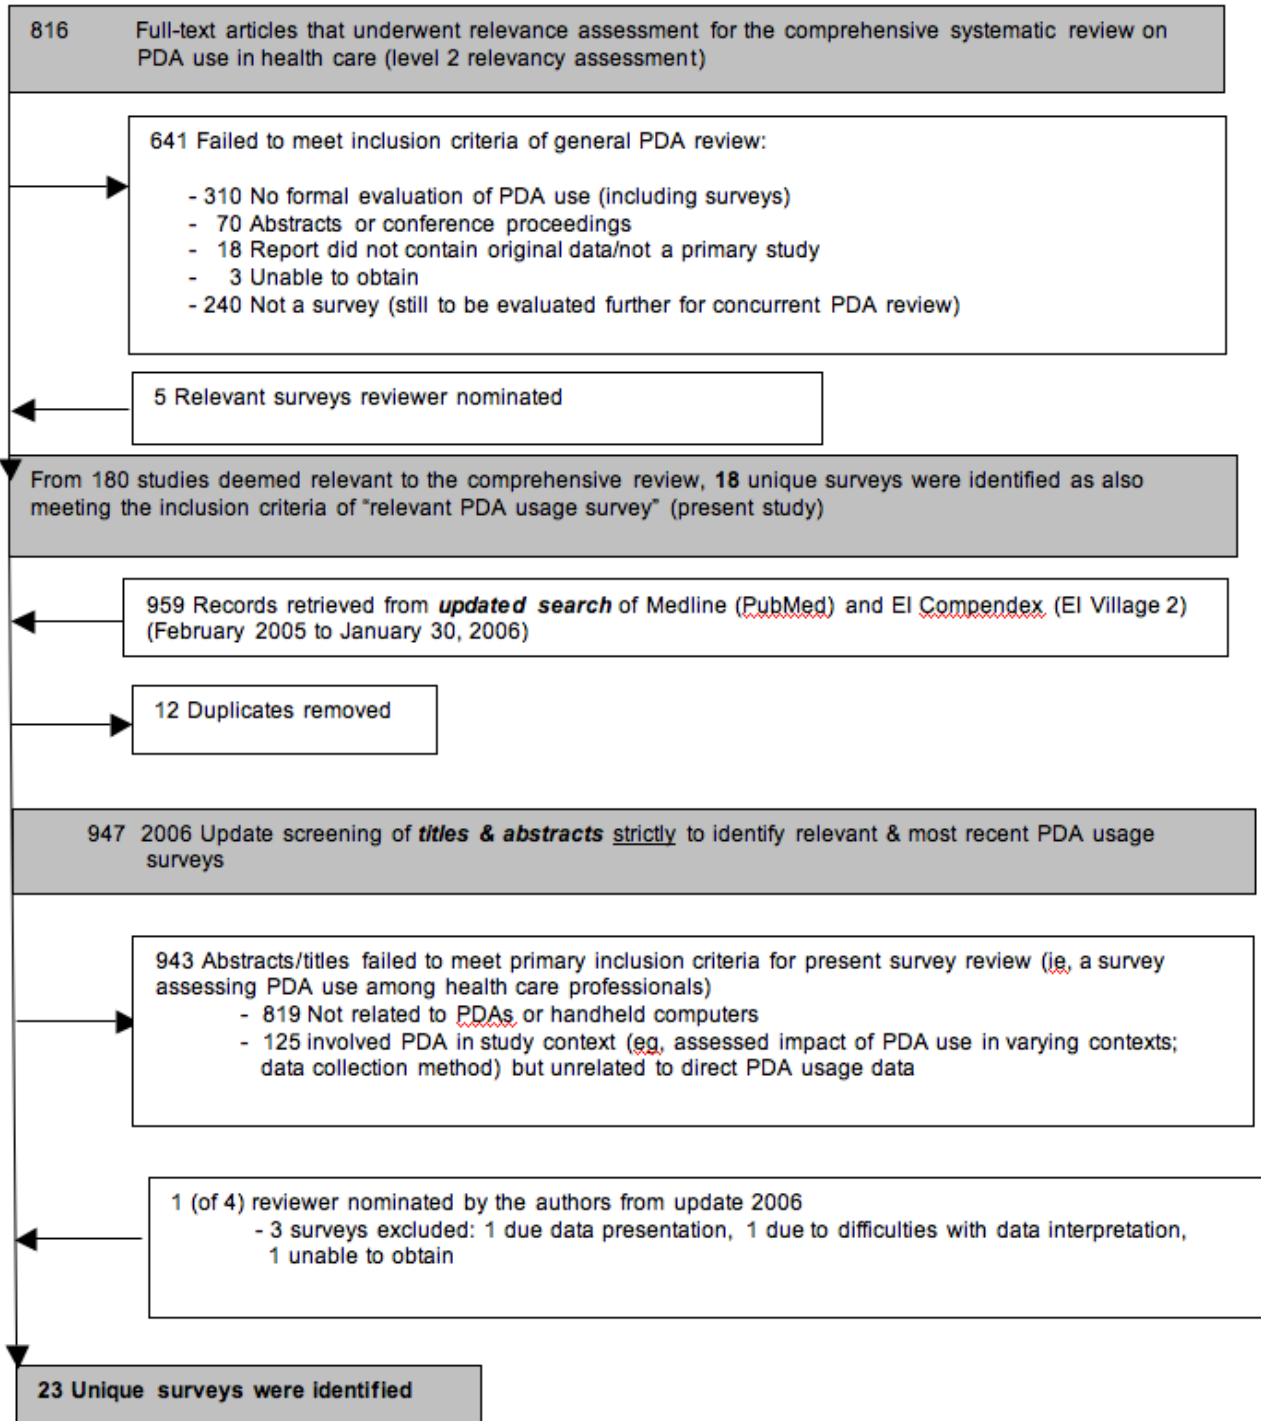 816 Full-text articles that underwent relevance assessment for the comprehensive systematic review on
PDA use in health care (level 2 relevancy assessment)
641 Failed to meet inclusion criteria of general PDA review:
- 310 No formal evaluation of PDA use (including surveys)
- 70 Abstracts or conference proceedings
- 18 Report did not contain original data/not a primary study
- 3 Unable to obtain
- 240 Not a survey (still to be evaluated further for concurrent PDA review)
5 Relevant surveys reviewer nominated
From 180 studies deemed relevant to the comprehensive review, 18 unique surveys were identified as also
meeting the inclusion criteria of “relevant PDA usage survey” (present study)
959 Records retrieved from updated search of Medline (PubMed) and EI Compendex (EI Village 2)
(February 2005 to January 30, 2006)
12 Duplicates removed
947 2006 Update screening of titles & abstracts strictly to identify relevant & most recent PDA usage
surveys
943 Abstracts/titles failed to meet primary inclusion criteria for present survey review (ie, a survey
assessing PDA use among health care professionals)
- 819 Not related to PDAs or handheld computers
- 125 involved PDA in study context (eg, assessed impact of PDA use in varying contexts;
data collection method) but unrelated to direct PDA usage data
1 (of 4) reviewer nominated by the authors from update 2006
- 3 surveys excluded: 1 due data presentation, 1 due to difficulties with data interpretation,
1 unable to obtain
23 Unique surveys were identified